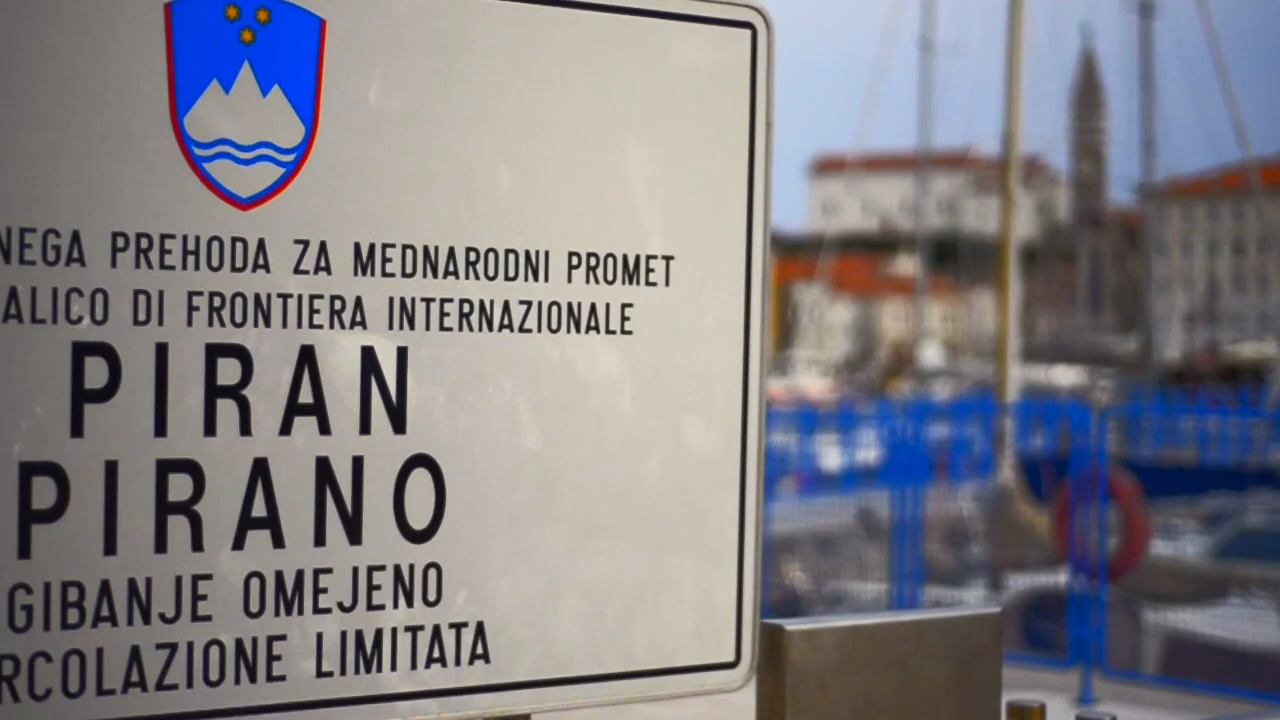 NEGA PREHODA ZA MEDNARODNI PROMET
ALICO DI FRONTIERA INTERNAZIONALE
PIRAN
PIRANO
GIBANJE OMEJENO
RCOLAZIONE LIMITATA